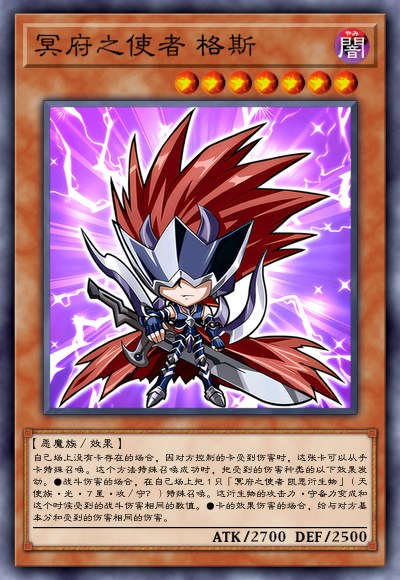 冥府之使者 格斯
やみ
闇
【恶魔族/效果】
自己场上没有卡存在的场合，因对方控制的卡受到伤害时，这张卡可以从手
卡特殊召唤。这个方法特殊召唤成功时，把受到的伤害种类的以下效果发
动。●战斗伤害的场合，在自己场上把1只「冥府之使者 凯恩衍生物」（天
使族·光·7星·攻/守？）特殊召唤。这衍生物的攻击力·守备力变成和
这个时候受到的战斗伤害相同的数值。●卡的效果伤害的场合，给与对方基
本分和受到的伤害相同的伤害。
ATK/2700 DEF/2500